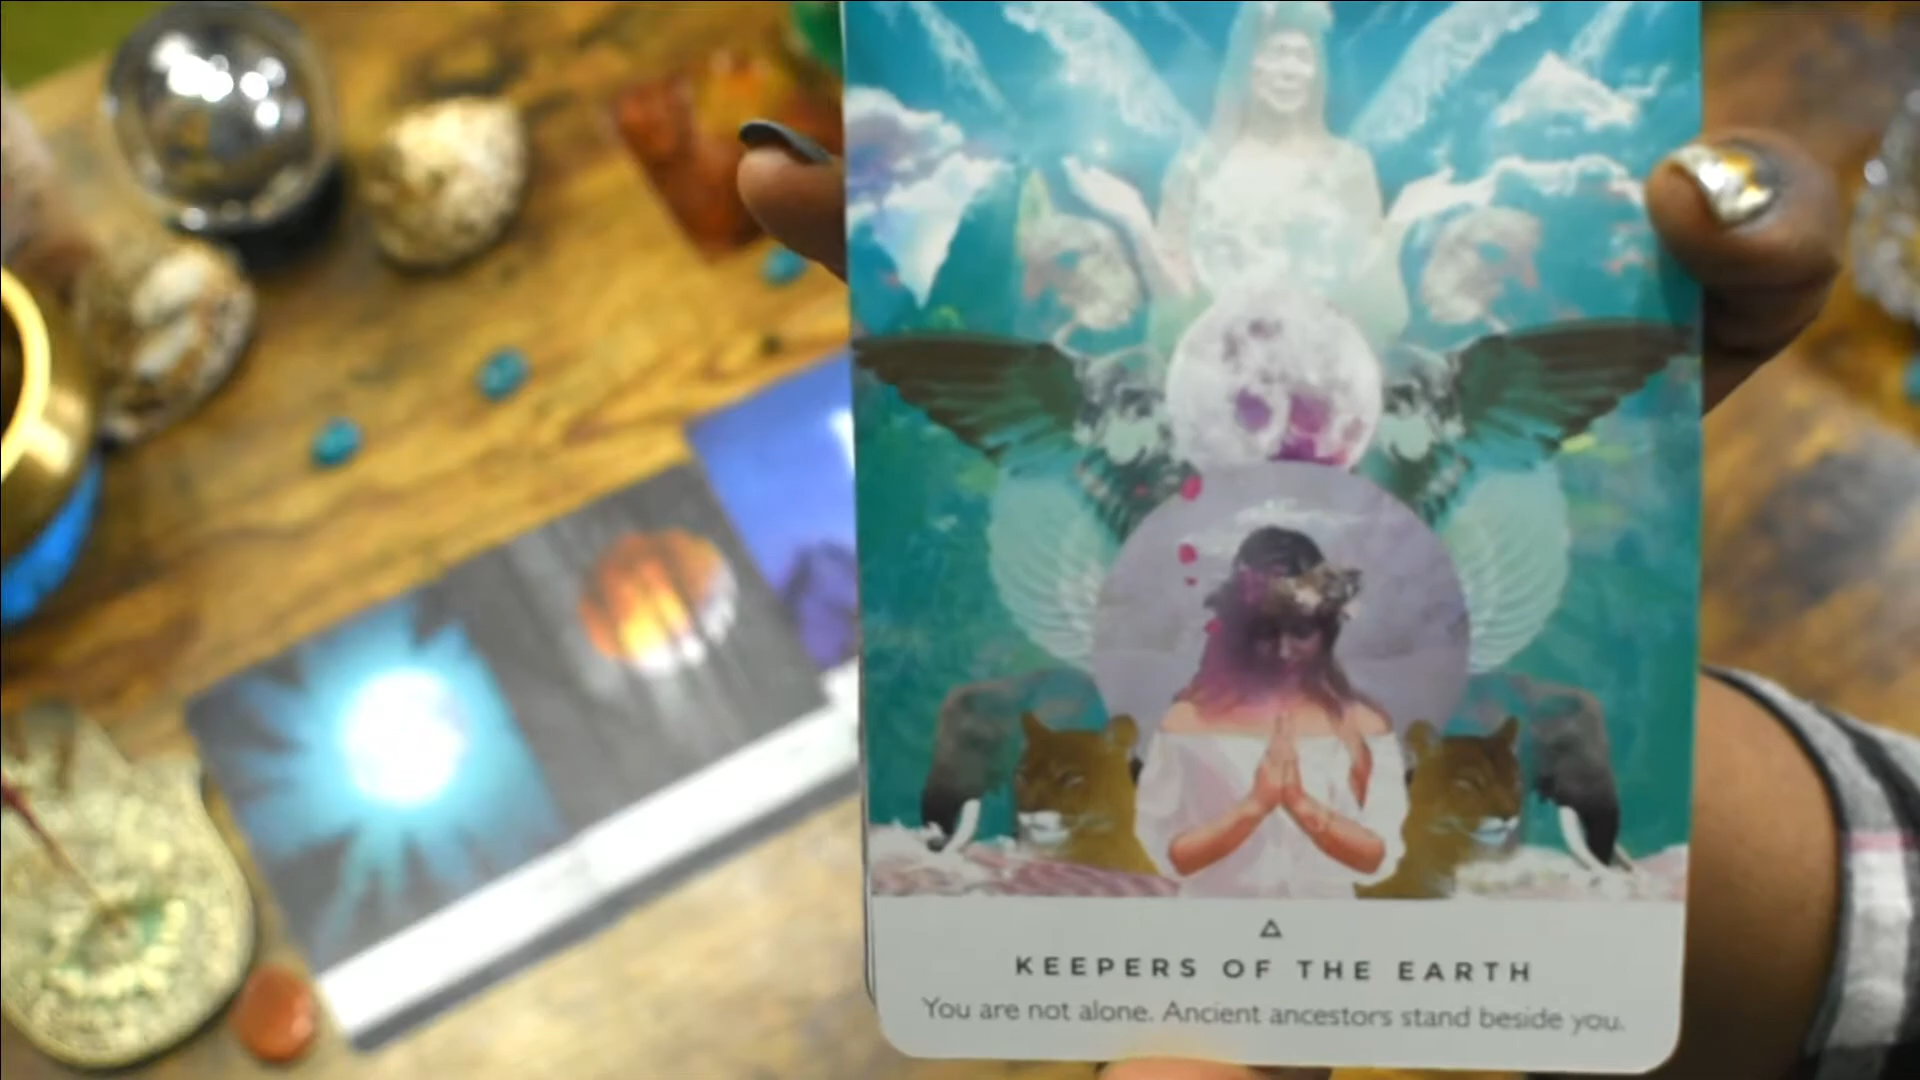 KEEPERS OF THE EARTH
You are not alone. Ancient ancestors stand beside you.